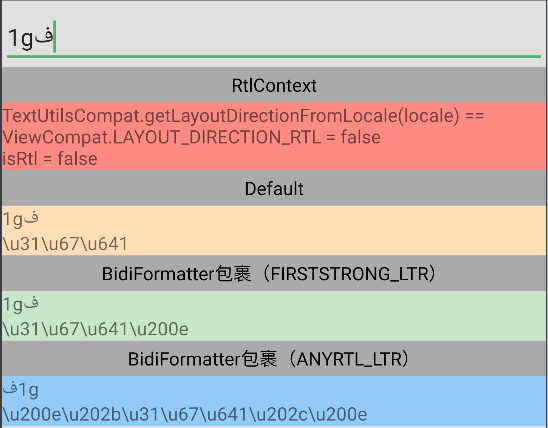 1gف
RtlContext
TextUtilsCompat.getLayoutDirectionFromLocale(locale) ==
ViewCompat.LAYOUT_DIRECTION_RTL = false
isRtl = false
Default
1gف
\u31\u67\u641
BidiFormatter包裹（FIRSTSTRONG_LTR）
1gف
\u31\u67\u641\u200e
BidiFormatter包裹（ANYRTL_LTR）
ف1g
\u200e\u202b\u31\u67\u641\u202c\u200e